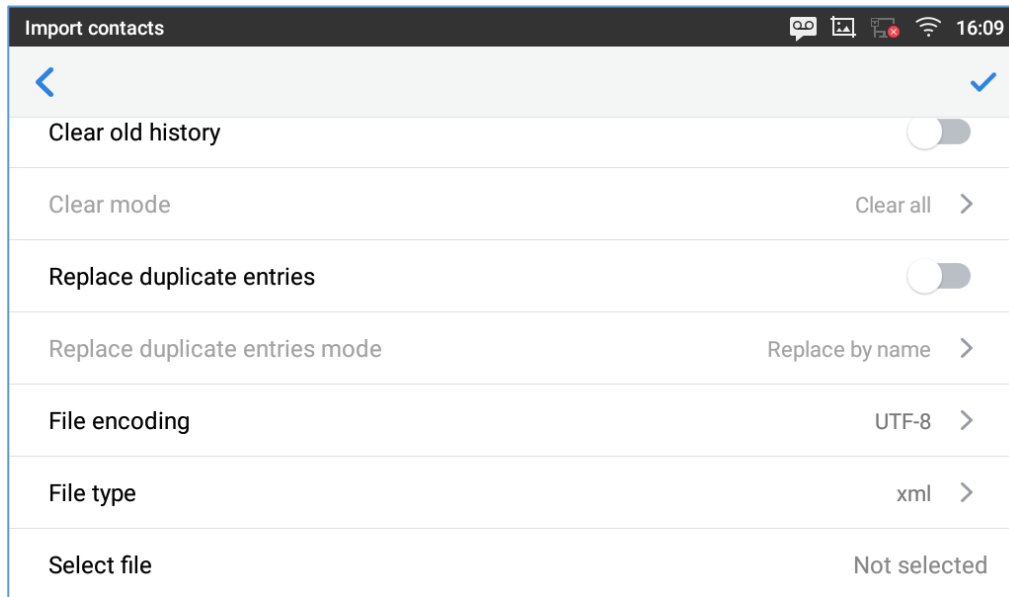 Import contacts 16:09
Clear old history
Clear mode Clear all
Replace duplicate entries
Replace duplicate entries mode Replace by name
File encoding UTF-8
File type xml
Select file Not selected